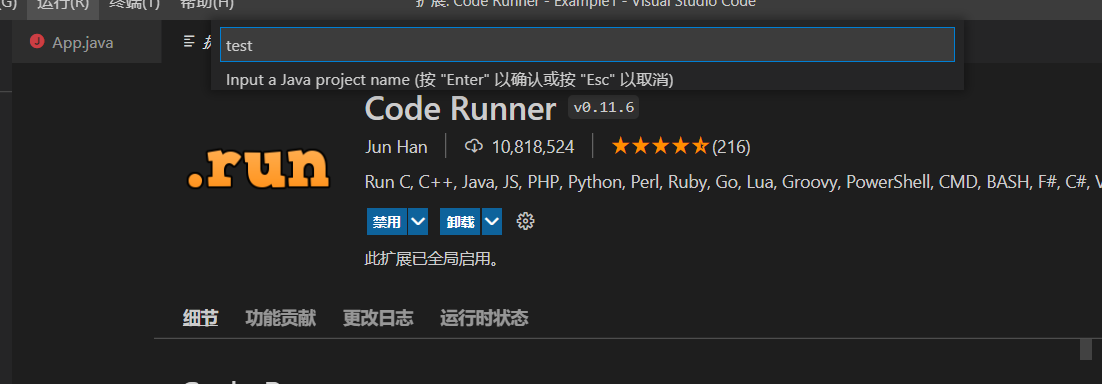 (G) 运行(R) 终端(T) 帮助(H) 扩展: Code Runner - Example1 - Visual Studio Code
J App.java 扩
test
Input a Java project name (按 "Enter" 以确认或按 "Esc" 以取消)
Code Runner v0.11.6
Jun Han 10,818,524 (216)
.run
Run C, C++, Java, JS, PHP, Python, Perl, Ruby, Go, Lua, Groovy, PowerShell, CMD, BASH, F#, C#, V
禁用 卸载
此扩展已全局启用。
细节 功能贡献 更改日志 运行时状态